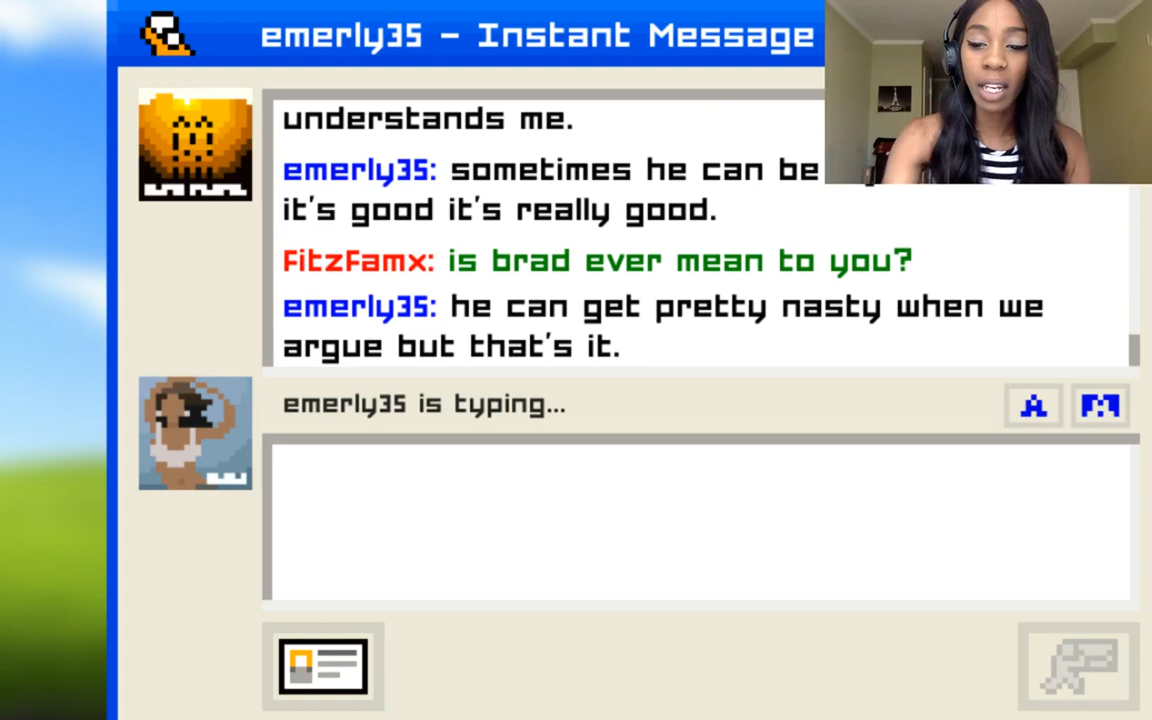 emerly35 - Instant Message
understands me.
emerly35: sometimes he can be
it's good it's really good.
FitzFamx: is brad ever mean to you?
emerly35: he can get pretty nasty when we
argue but that's it.
emerly35 is typing...
A